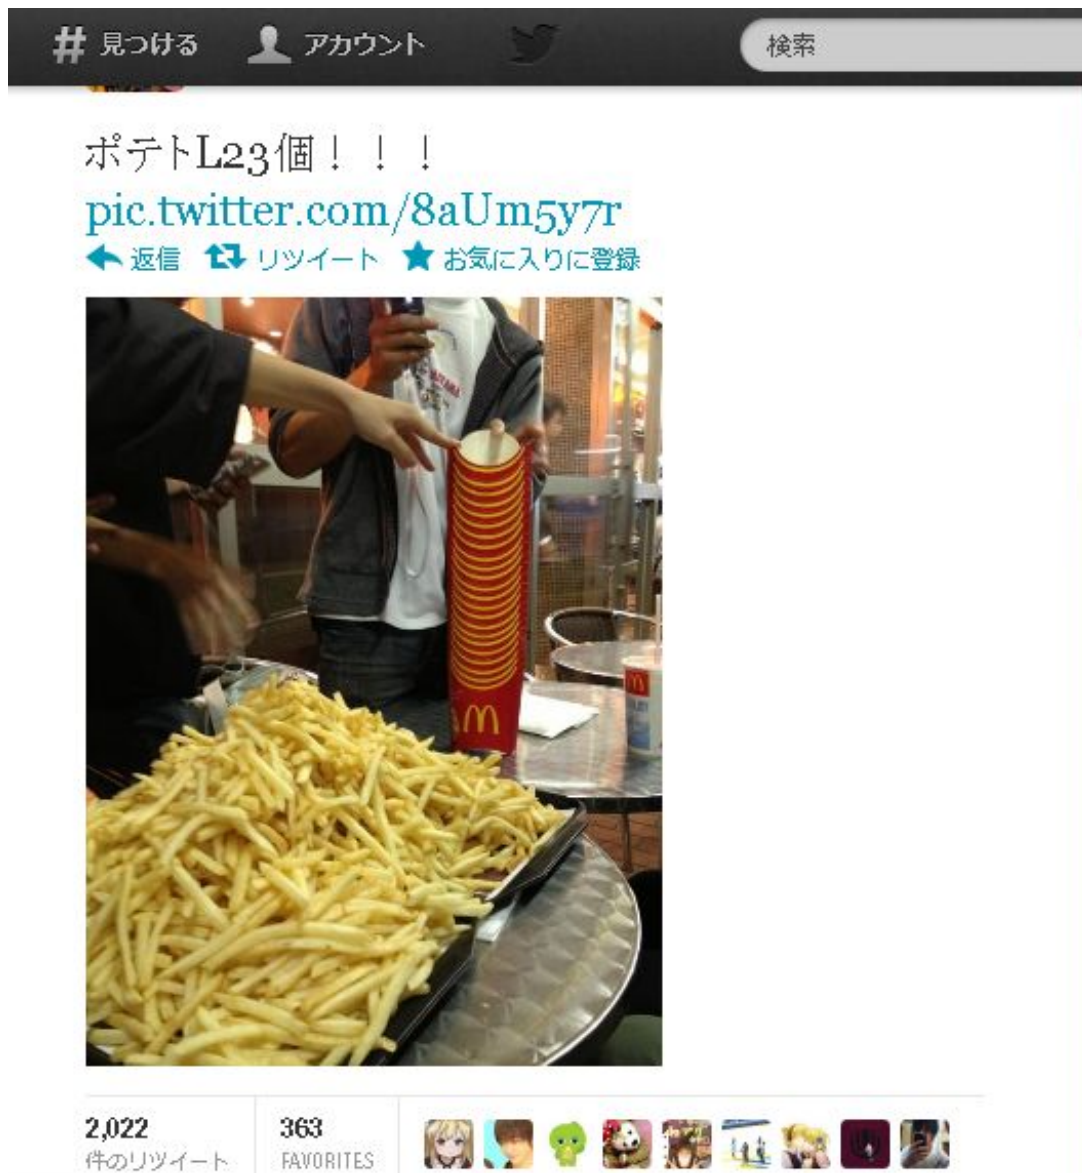 見つける アカウント 検索
ポテトL23個！！！
pic.twitter.com/8aUm5y7r
返信 リツイート お気に入りに登録
2,022 363
件のリツイート FAVORITES